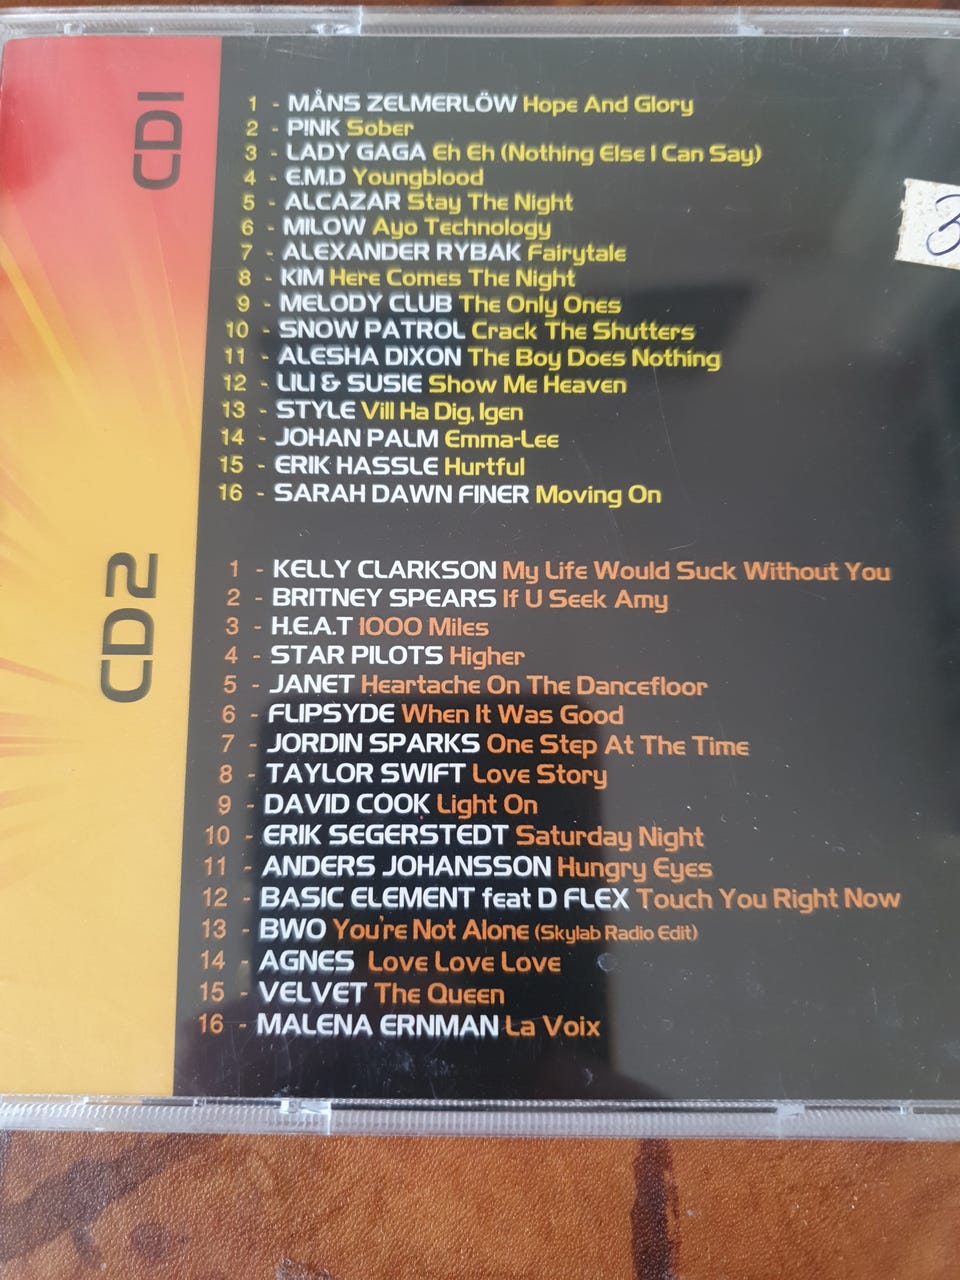 CD1
1 - MÅNS ZELMERLÖW Hope And Glory
2 - P!NK Sober
3 - LADY GAGA Eh Eh (Nothing Else I Can Say)
4 - E.M.D Youngblood
5 - ALCAZAR Stay The Night
6 - MILOW Ayo Technology
7 - ALEXANDER RYBAK Fairytale
8 - KIM Here Comes The Night
9 - MELODY CLUB The Only Ones
10 - SNOW PATROL Crack The Shutters
11 - ALESHA DIXON The Boy Does Nothing
12 - LILI & SUSIE Show Me Heaven
13 - STYLE Vill Ha Dig, Igen
14 - JOHAN PALM Emma-Lee
15 - ERIK HASSLE Hurtful
16 - SARAH DAWN FINER Moving On
CD2
1 - KELLY CLARKSON My Life Would Suck Without You
2 - BRITNEY SPEARS If U Seek Amy
3 - H.E.A.T 1000 Miles
4 - STAR PILOTS Higher
5 - JANET Heartache On The Dancefloor
6 - FLIPSYDE When It Was Good
7 - JORDIN SPARKS One Step At The Time
8 - TAYLOR SWIFT Love Story
9 - DAVID COOK Light On
10 - ERIK SEGERSTEDT Saturday Night
11 - ANDERS JOHANSSON Hungry Eyes
12 - BASIC ELEMENT feat D FLEX Touch You Right Now
13 - BWO You're Not Alone (Skylab Radio Edit)
14 - AGNES Love Love Love
15 - VELVET The Queen
16 - MALENA ERNMAN La Voix